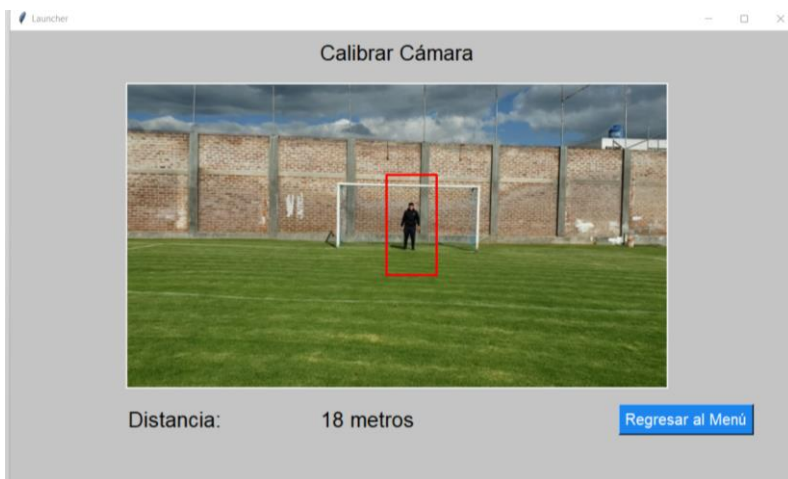 Launcher
Calibrar Cámara
Distancia:
18 metros
Regresar al Menú